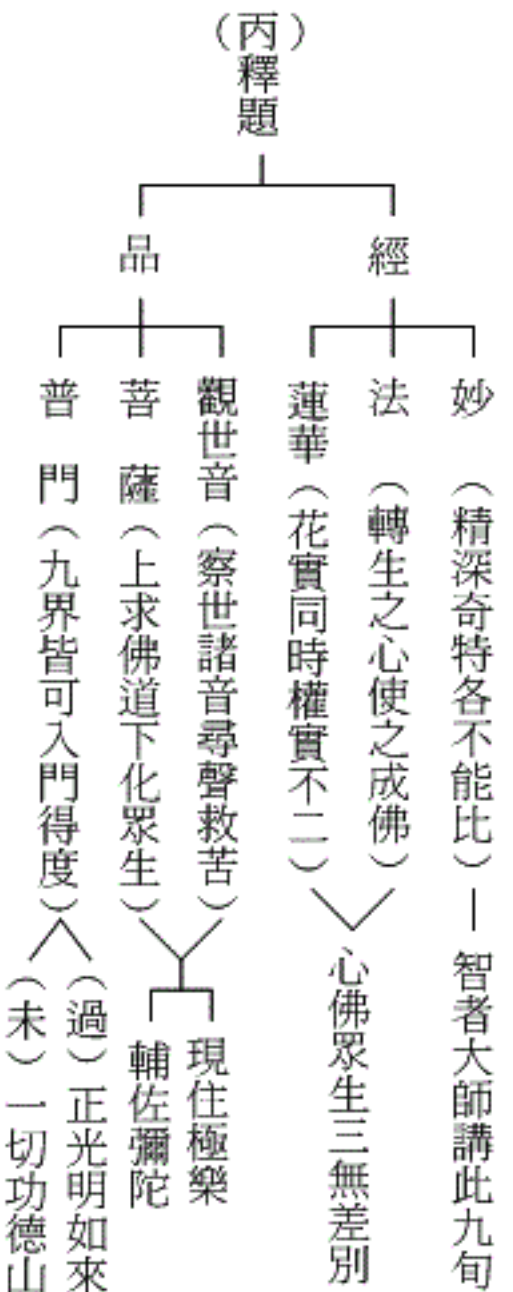 （丙）釋題
經
妙　（精深奇特各不能比）
智者大師講此九旬
法　（轉生之心使之成佛）
蓮華（花實同時權實不二）
心佛眾生三無差別
品
觀世音（察世諸音尋聲救苦）
菩　薩（上求佛道下化眾生）
現住極樂
輔佐彌陀
普　門（九界皆可入門得度）
（過）正光明如來
（未）一切功德山